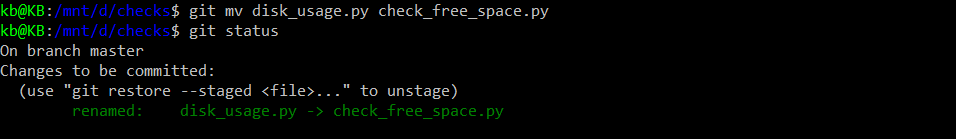 kb@KB:/mnt/d/checks$ git mv disk_usage.py check_free_space.py
kb@KB:/mnt/d/checks$ git status
On branch master
Changes to be committed:
  (use "git restore --staged <file>..." to unstage)
        renamed:    disk_usage.py -> check_free_space.py